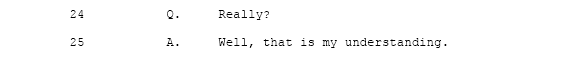 24 Q. Really?
25 A. Well, that is my understanding.